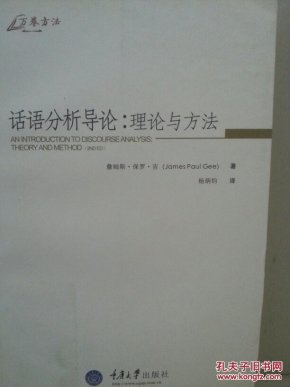 万卷方法
话语分析导论：理论与方法
AN INTRODUCTION TO DISCOURSE ANALYSIS:
THEORY AND METHOD (2ND ED)
詹姆斯·保罗·吉 (James Paul Gee) 著
杨炳钧 译
重庆大学出版社
孔夫子旧书网